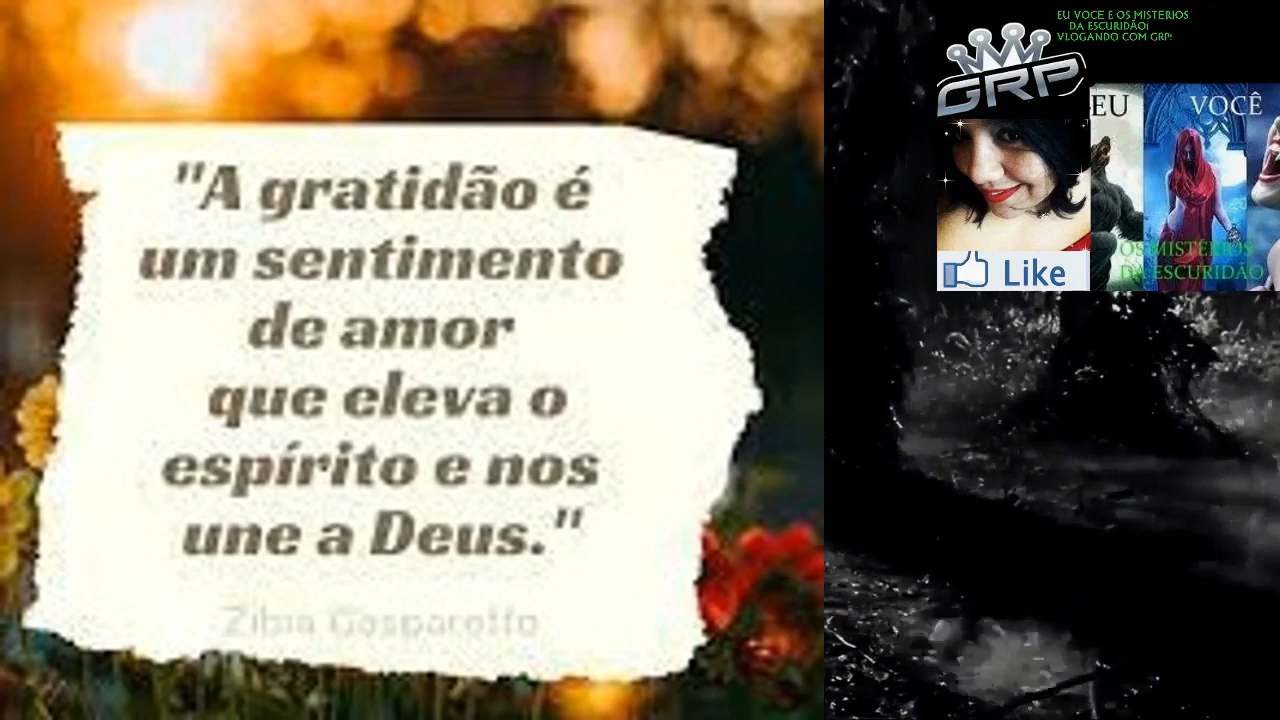 "A gratidão é
um sentimento
de amor
que eleva o
espírito e nos
une a Deus."
Zibia Gasparetto
EU VOCE E OS MISTERIOS
DA ESCURIDÃO!
VLOGANDO COM GRP!
GRP
EU VOCÊ
OS MISTÉRIOS
DA ESCURIDÃO
Like